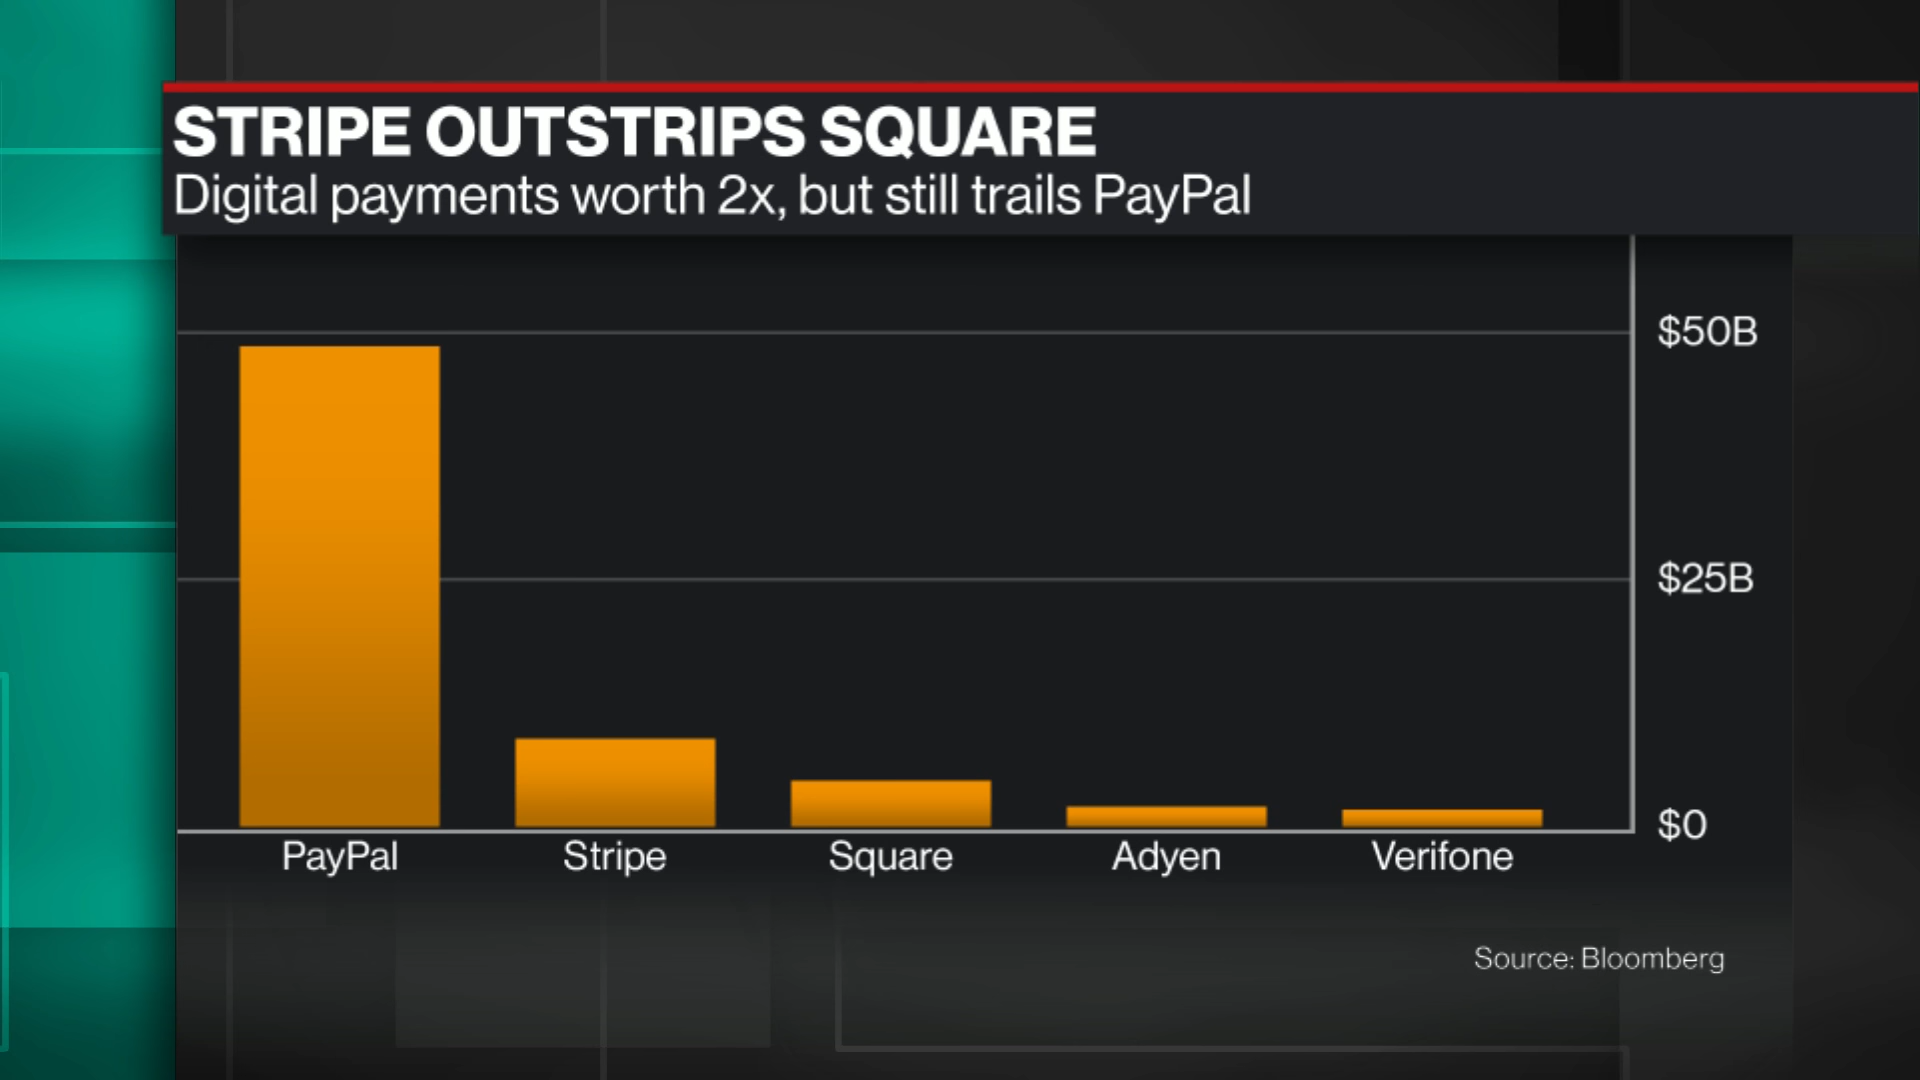 STRIPE OUTSTRIPS SQUARE
Digital payments worth 2x, but still trails PayPal
$50B
$25B
$0
PayPal Stripe Square Adyen Verifone
Source: Bloomberg